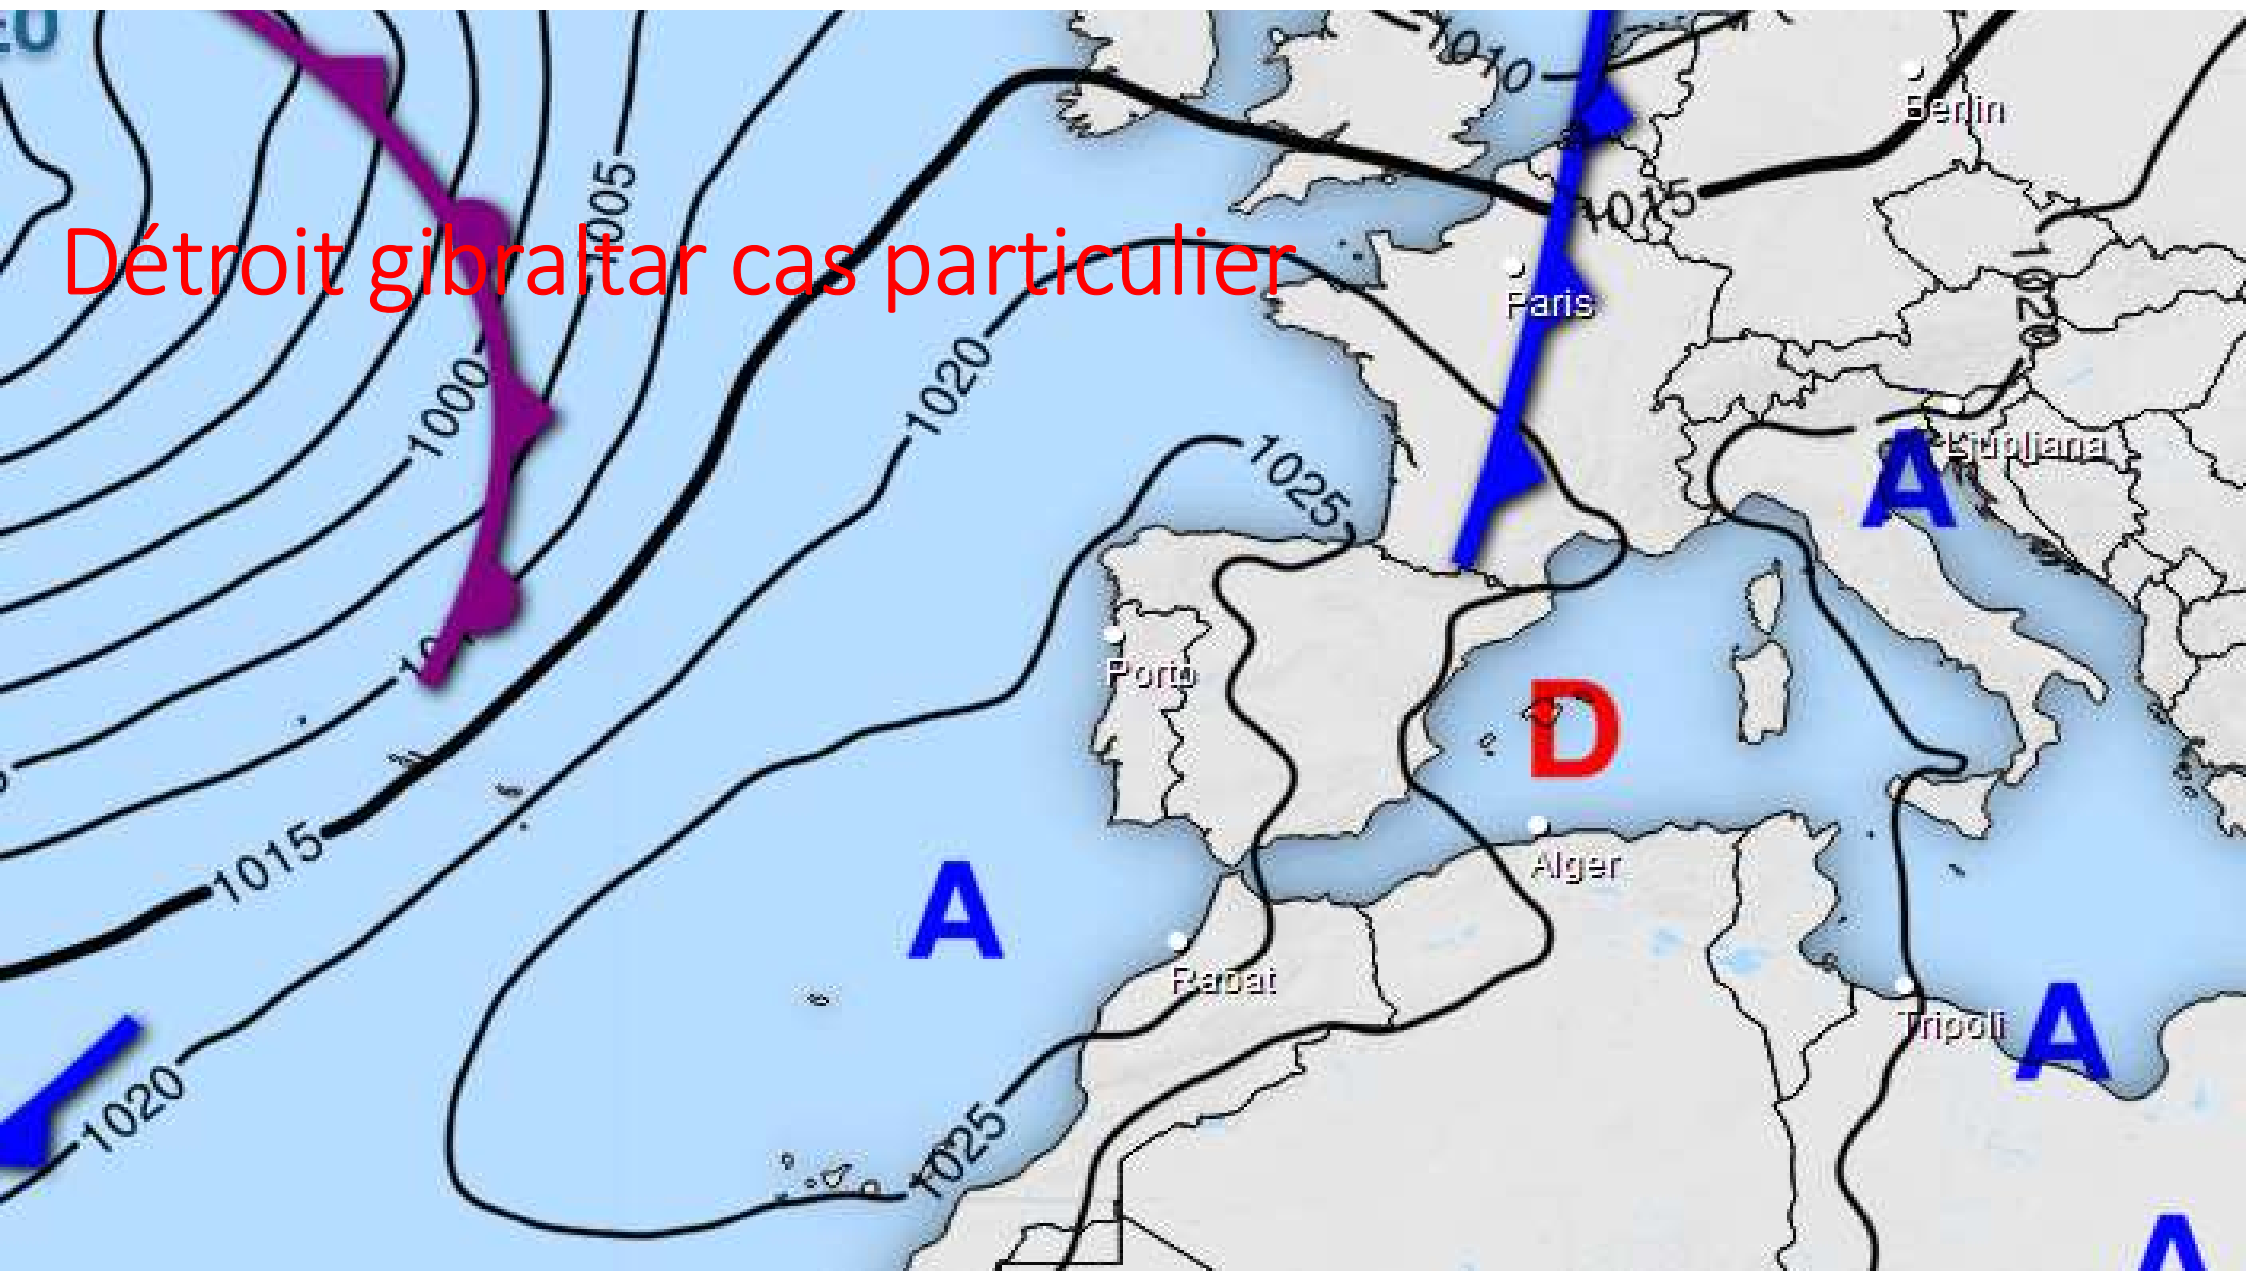 1010
Berlin
1005
1015
Détroit gibraltar cas particulier
Paris
1020
1020
1000
1025
Ljubljana
A
Porto
D
1015
Alger
A
Rabat
Tripoli
A
1020
1025
A